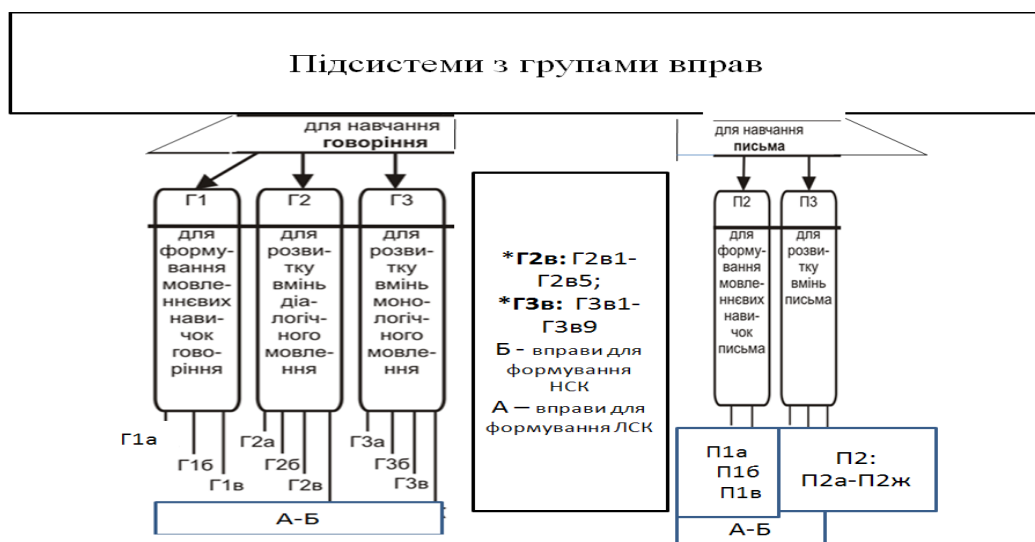 Підсистеми з групами вправ
для навчання
говоріння
Г1
для
форму-
вання
мовле-
ннєвих
нави-
чок
гово-
ріння
Г2
для
розви-
тку
вмінь
діа-
логіч-
ного
мовле-
ння
Г3
для
розви-
тку
вмінь
моно-
логіч-
ного
мовле-
ння
Г1а
Г1б
Г1в
Г2а
Г2б
Г2в
Г3а
Г3б
Г3в
А-Б
*Г2в: Г2в1-
Г2в5;
*Г3в: Г3в1-
Г3в9
Б - вправи для
формування
НСК
А – вправи для
формування ЛСК
для навчання
письма
П2
для
форму-
вання
мовле-
ннєвих
нави-
чок
письма
П3
для
розви-
тку
вмінь
письма
П1а
П1б
П1в
П2:
П2а-П2ж
А-Б